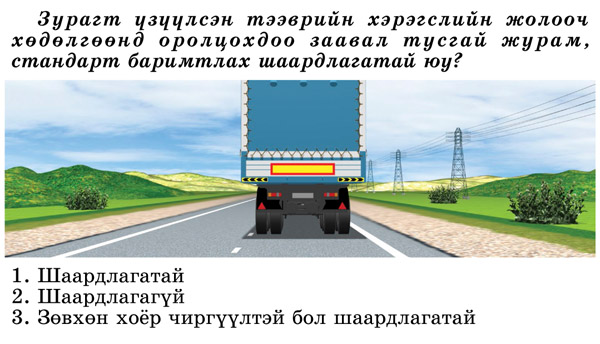 Зурагт үзүүлсэн тээврийн хэрэгслийн жолооч
хөдөлгөөнд оролцохдоо заавал тусгай журам,
стандарт баримтлах шаардлагатай юу?
1. Шаардлагатай
2. Шаардлагагүй
3. Зөвхөн хоёр чиргүүлтэй бол шаардлагатай